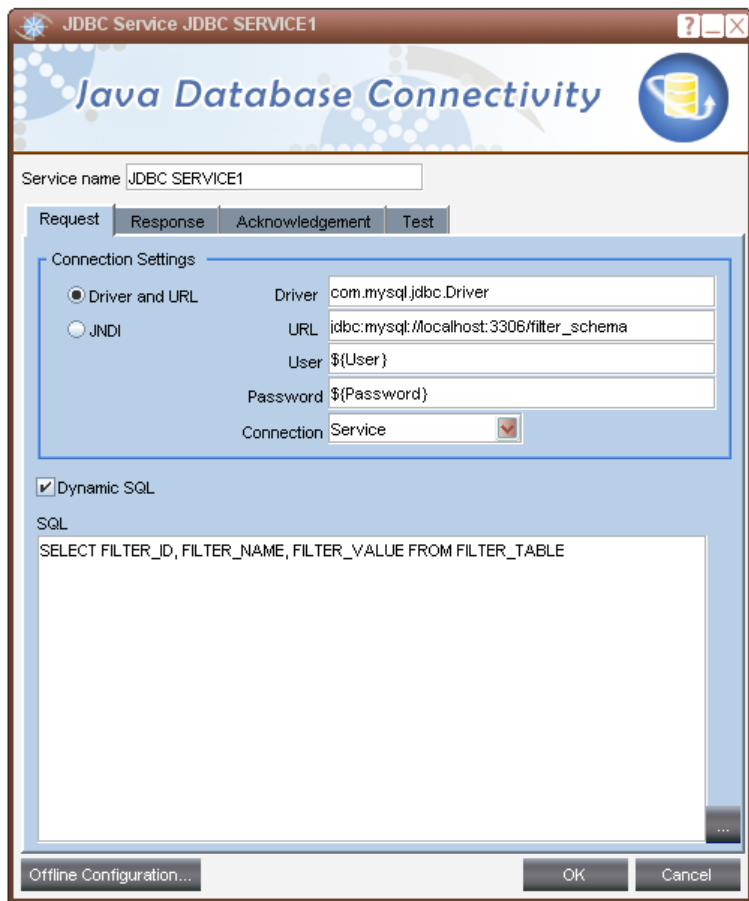 JDBC Service JDBC SERVICE1
Java Database Connectivity
Service name JDBC SERVICE1
Request Response Acknowledgement Test
Connection Settings
Driver and URL Driver com.mysql.jdbc.Driver
JNDI URL jdbc:mysql://localhost:3306/filter_schema
User ${User}
Password ${Password}
Connection Service
Dynamic SQL
SQL
SELECT FILTER_ID, FILTER_NAME, FILTER_VALUE FROM FILTER_TABLE
...
Offline Configuration... OK Cancel